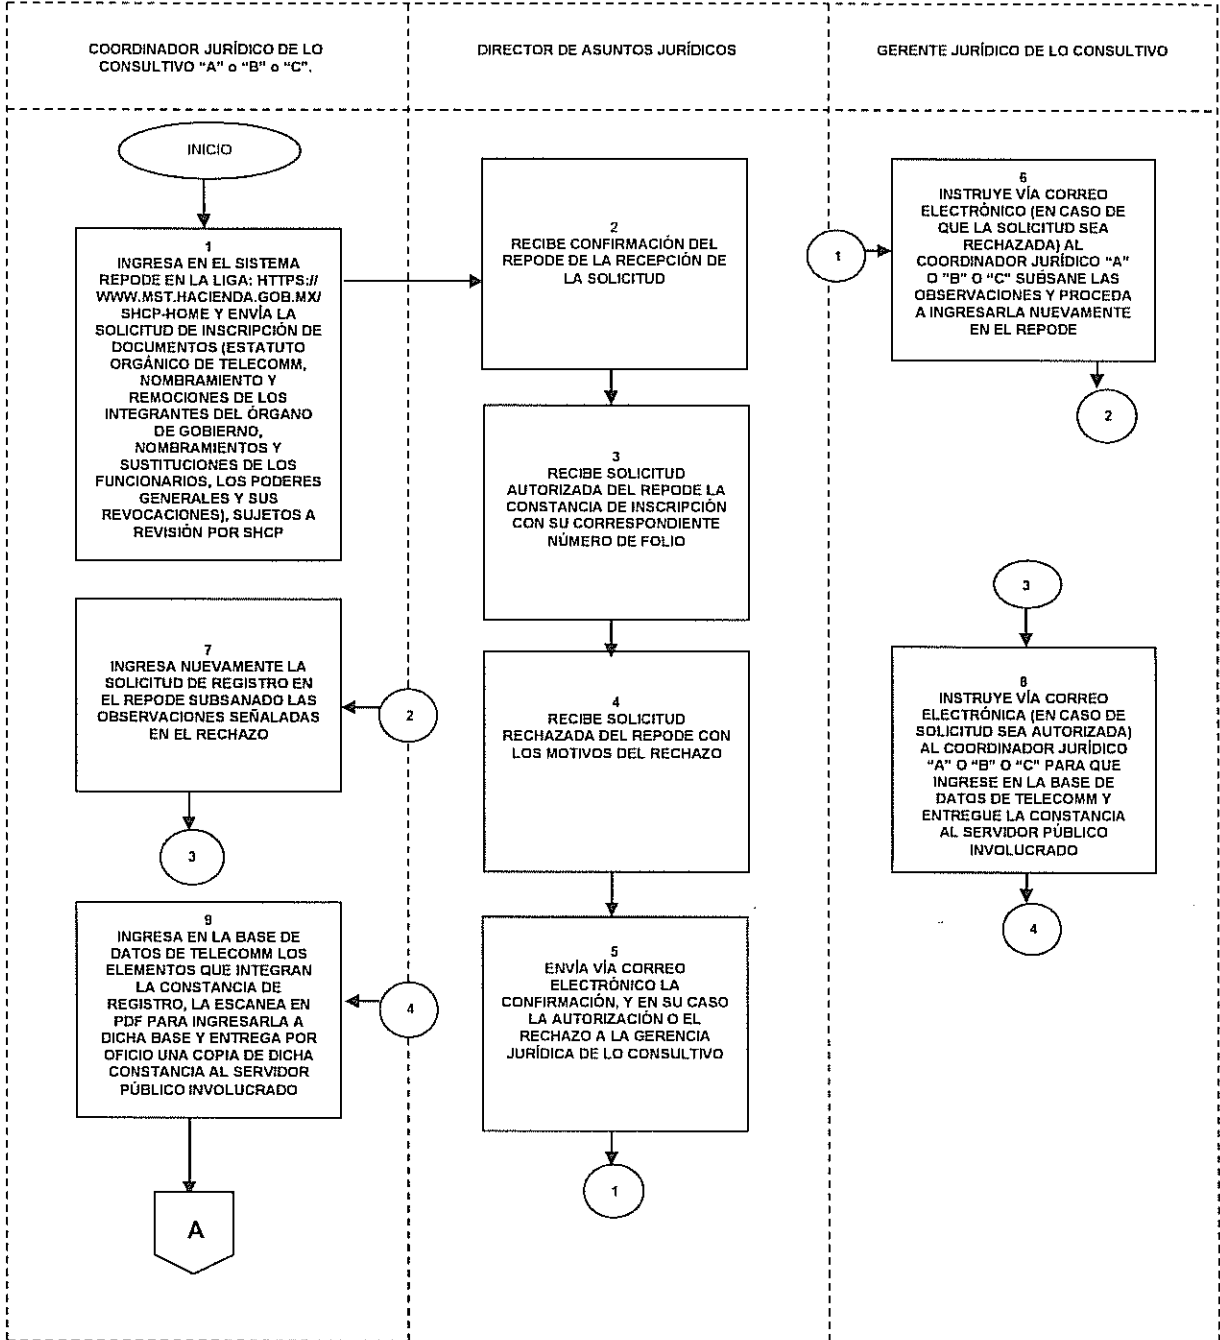 COORDINADOR JURÍDICO DE LO
CONSULTIVO "A" o "B" o "C".
DIRECTOR DE ASUNTOS JURÍDICOS
GERENTE JURÍDICO DE LO CONSULTIVO
INICIO
1
INGRESA EN EL SISTEMA
REPODE EN LA LIGA: HTTPS://
WWW.MST.HACIENDA.GOB.MX/
SHCP-HOME Y ENVÍA LA
SOLICITUD DE INSCRIPCIÓN DE
DOCUMENTOS (ESTATUTO
ORGÁNICO DE TELECOMM,
NOMBRAMIENTO Y
REMOCIONES DE LOS
INTEGRANTES DEL ÓRGANO
DE GOBIERNO,
NOMBRAMIENTOS Y
SUSTITUCIONES DE LOS
FUNCIONARIOS, LOS PODERES
GENERALES Y SUS
REVOCACIONES), SUJETOS A
REVISIÓN POR SHCP
2
RECIBE CONFIRMACIÓN DEL
REPODE DE LA RECEPCIÓN DE
LA SOLICITUD
3
RECIBE SOLICITUD
AUTORIZADA DEL REPODE LA
CONSTANCIA DE INSCRIPCIÓN
CON SU CORRESPONDIENTE
NÚMERO DE FOLIO
4
RECIBE SOLICITUD
RECHAZADA DEL REPODE CON
LOS MOTIVOS DEL RECHAZO
5
ENVÍA VÍA CORREO
ELECTRÓNICO LA
CONFIRMACIÓN, Y EN SU CASO
LA AUTORIZACIÓN O EL
RECHAZO A LA GERENCIA
JURÍDICA DE LO CONSULTIVO
1
1
6
INSTRUYE VÍA CORREO
ELECTRÓNICO (EN CASO DE
QUE LA SOLICITUD SEA
RECHAZADA) AL
COORDINADOR JURÍDICO "A"
O "B" O "C" SUBSANE LAS
OBSERVACIONES Y PROCEDA
A INGRESARLA NUEVAMENTE
EN EL REPODE
2
2
7
INGRESA NUEVAMENTE LA
SOLICITUD DE REGISTRO EN
EL REPODE SUBSANADO LAS
OBSERVACIONES SEÑALADAS
EN EL RECHAZO
3
3
8
INSTRUYE VÍA CORREO
ELECTRÓNICA (EN CASO DE
SOLICITUD SEA AUTORIZADA)
AL COORDINADOR JURÍDICO
"A" O "B" O "C" PARA QUE
INGRESE EN LA BASE DE
DATOS DE TELECOMM Y
ENTREGUE LA CONSTANCIA
AL SERVIDOR PÚBLICO
INVOLUCRADO
4
4
9
INGRESA EN LA BASE DE
DATOS DE TELECOMM LOS
ELEMENTOS QUE INTEGRAN
LA CONSTANCIA DE
REGISTRO, LA ESCANEA EN
PDF PARA INGRESARLA A
DICHA BASE Y ENTREGA POR
OFICIO UNA COPIA DE DICHA
CONSTANCIA AL SERVIDOR
PÚBLICO INVOLUCRADO
A